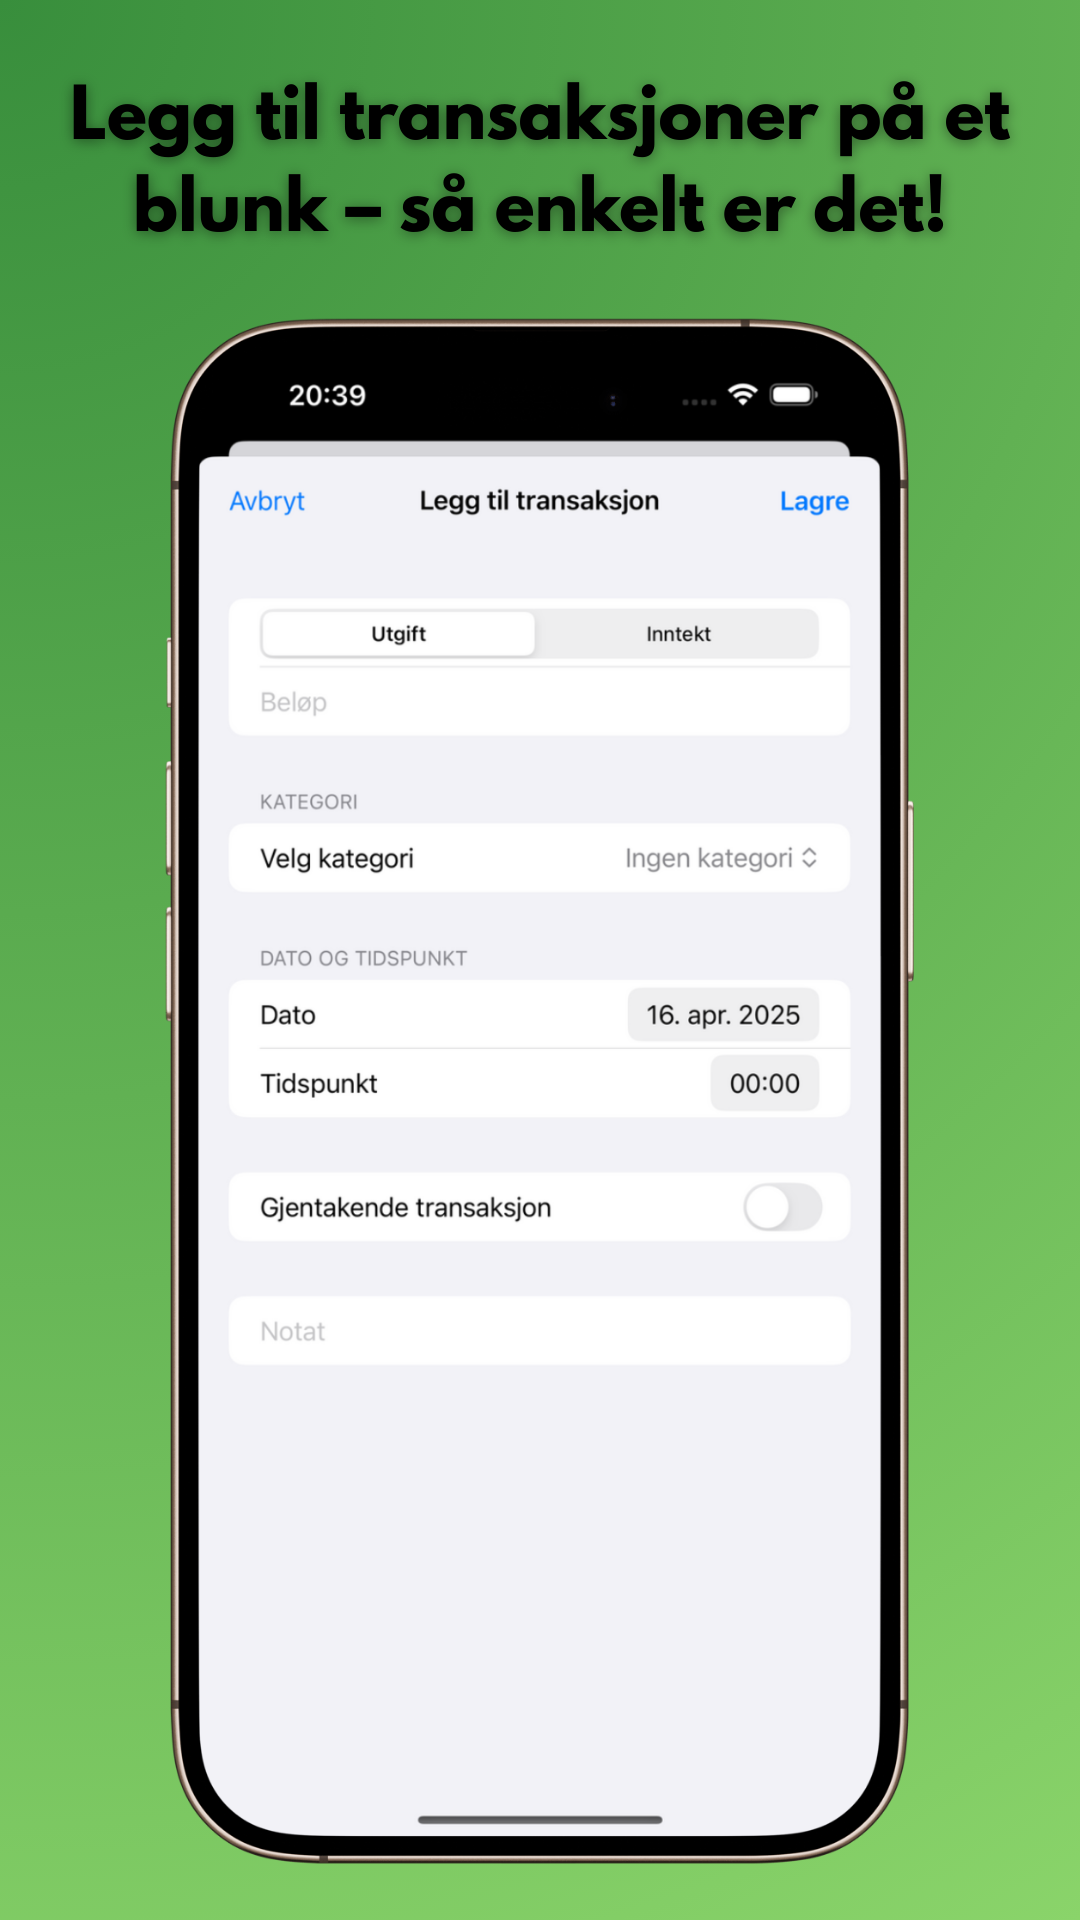 Legg til transaksjoner på et
blunk – så enkelt er det!
20:39
Avbryt Legg til transaksjon Lagre
Utgift Inntekt
Beløp
KATEGORI
Velg kategori Ingen kategori
DATO OG TIDSPUNKT
Dato 16. apr. 2025
Tidspunkt 00:00
Gjentakende transaksjon
Notat